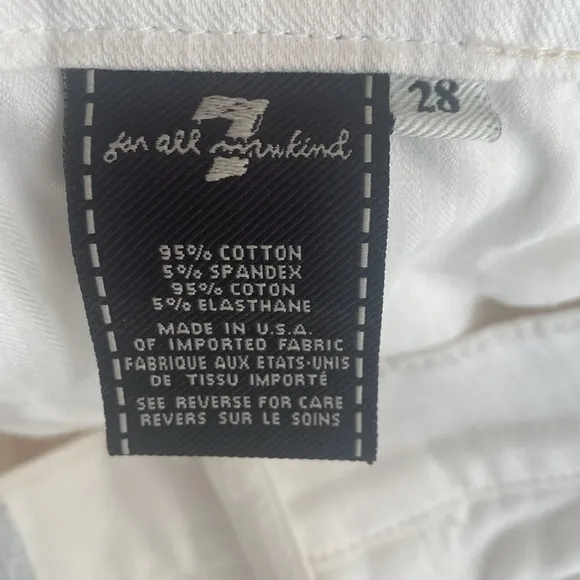 7
for all mankind
28
95% COTTON
5% SPANDEX
95% COTON
5% ELASTHANE
MADE IN U.S.A.
OF IMPORTED FABRIC
FABRIQUE AUX ETATS-UNIS
DE TISSU IMPORTÉ
SEE REVERSE FOR CARE
REVERS SUR LE SOINS